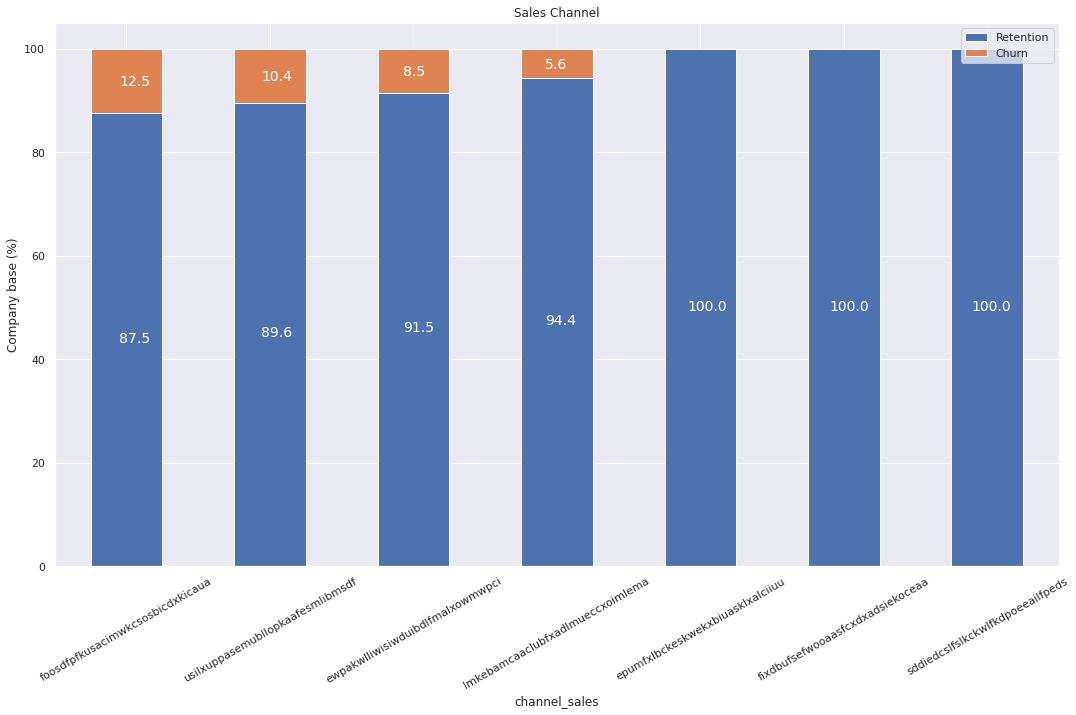 Sales Channel
Retention
Churn
12.5
10.4
8.5
5.6
87.5
89.6
91.5
94.4
100.0
100.0
100.0
Company base (%)
100
80
60
40
20
0
foosdfpfkusacimwkcsosbicdxkicaua
usilxuppasemubllopkaafesmlibmsdf
ewpakwlliwisiwduibdlfmalxowmwpci
lmkebamcaaclubfxadlmueccxoimlema
epumfxlbckeskwekxbiuasklxalciiuu
fixdbufsefwooaasfcxdxadsiekoceaa
sddiedcslfslkckwlfkdpoeeailfpeds
channel_sales